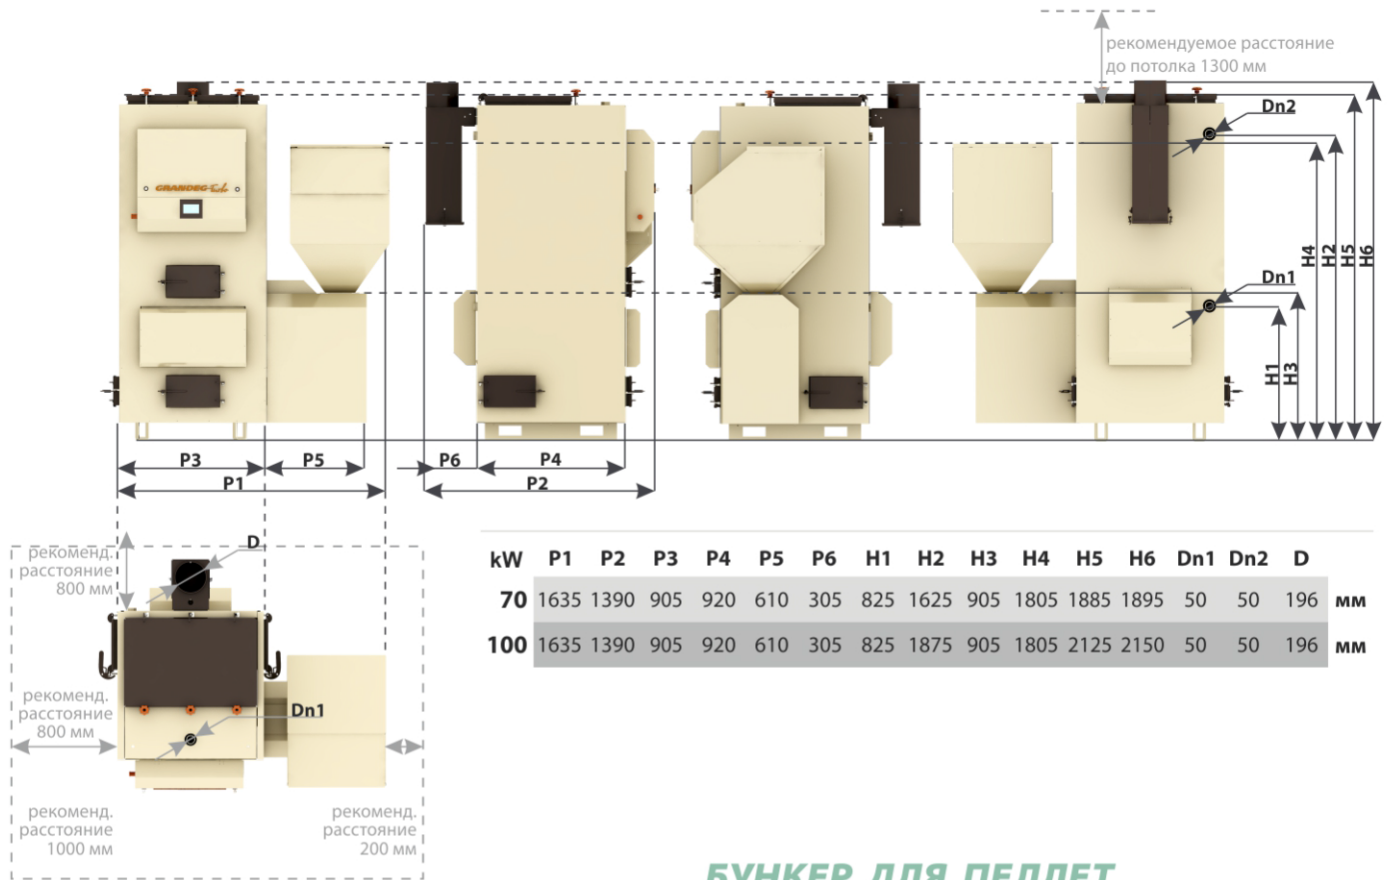 рекомендуемое расстояние
до потолка 1300 мм
Dn2
GRANDEG
H4
H2
H5
H6
Dn1
H1
H3
P3
P5
P6
P4
P1
P2
D
рекоменд.
расстояние
800 мм
kW P1 P2 P3 P4 P5 P6 H1 H2 H3 H4 H5 H6 Dn1 Dn2 D
70 1635 1390 905 920 610 305 825 1625 905 1805 1885 1895 50 50 196 мм
100 1635 1390 905 920 610 305 825 1875 905 1805 2125 2150 50 50 196 мм
рекоменд.
расстояние
800 мм
Dn1
рекоменд.
расстояние
1000 мм
рекоменд.
расстояние
200 мм
БУНКЕР ДЛЯ ПЕЛЛЕТ